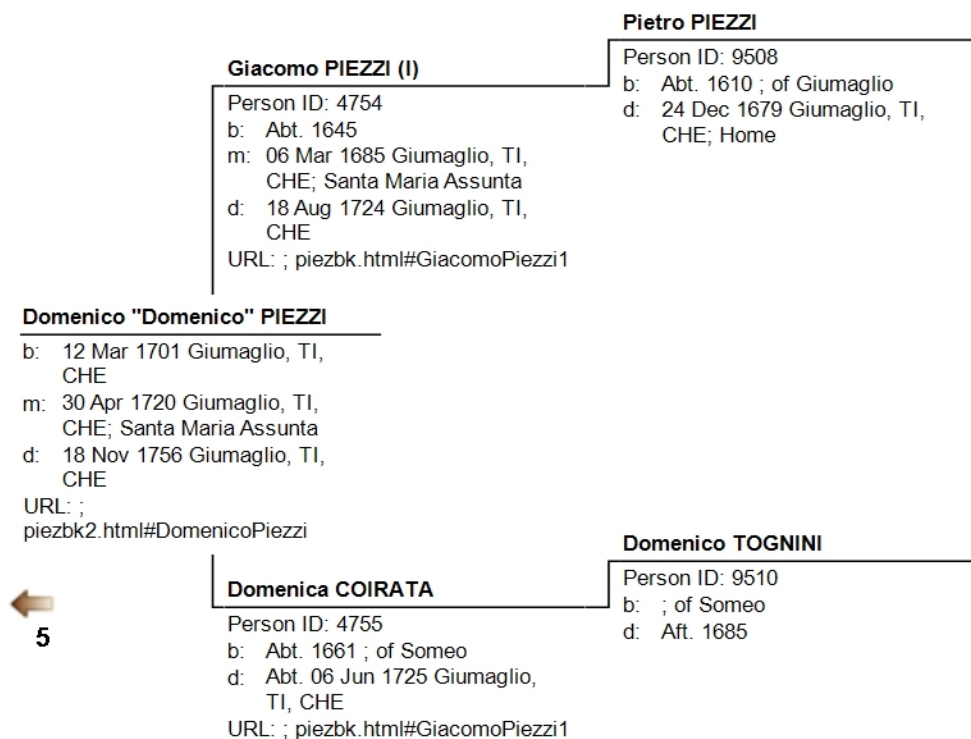 Pietro PIEZZI
Person ID: 9508
b: Abt. 1610 ; of Giumaglio
d: 24 Dec 1679 Giumaglio, TI,
CHE; Home
Giacomo PIEZZI (I)
Person ID: 4754
b: Abt. 1645
m: 06 Mar 1685 Giumaglio, TI,
CHE; Santa Maria Assunta
d: 18 Aug 1724 Giumaglio, TI,
CHE
URL: ; piezbk.html#GiacomoPiezzi1
Domenico "Domenico" PIEZZI
b: 12 Mar 1701 Giumaglio, TI,
CHE
m: 30 Apr 1720 Giumaglio, TI,
CHE; Santa Maria Assunta
d: 18 Nov 1756 Giumaglio, TI,
CHE
URL: ;
piezbk2.html#DomenicoPiezzi
Domenico TOGNINI
Person ID: 9510
b: ; of Someo
d: Aft. 1685
Domenica COIRATA
Person ID: 4755
b: Abt. 1661 ; of Someo
d: Abt. 06 Jun 1725 Giumaglio,
TI, CHE
URL: ; piezbk.html#GiacomoPiezzi1
5